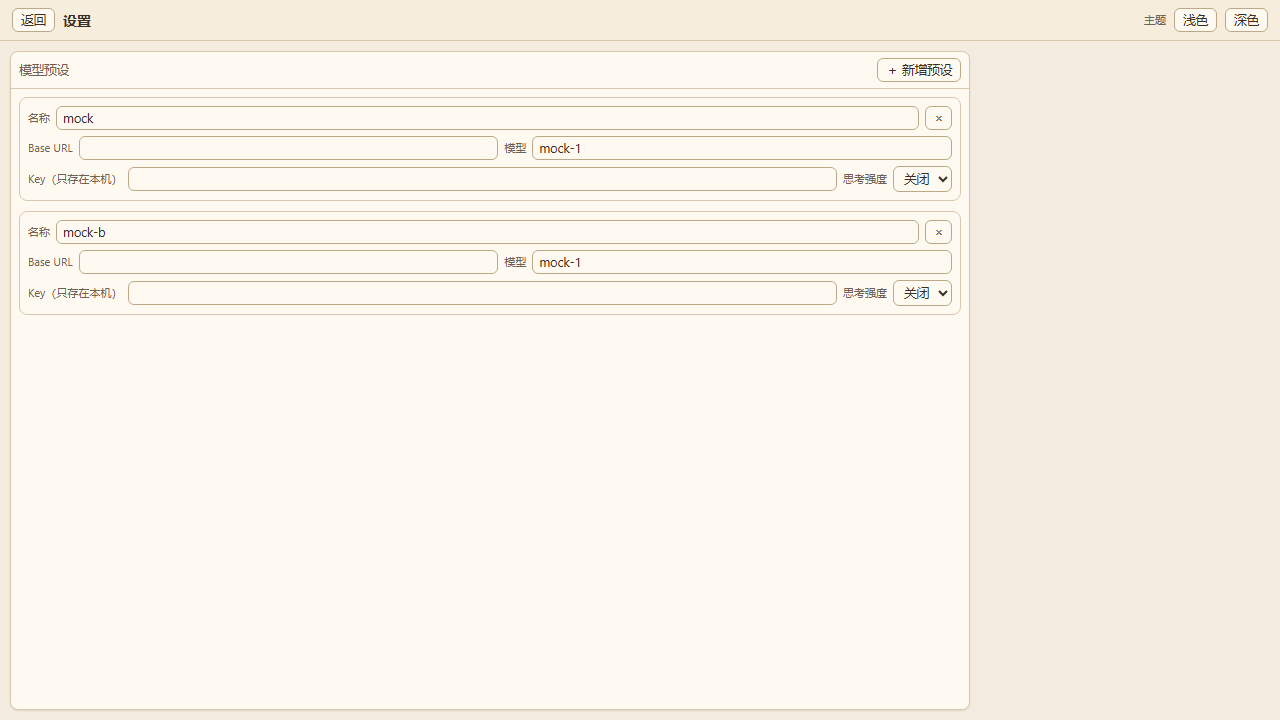 返回 设置 主题 浅色 深色
模型预设 + 新增预设
名称 mock ×
Base URL 模型 mock-1
Key（只存在本机） 思考强度 关闭
名称 mock-b ×
Base URL 模型 mock-1
Key（只存在本机） 思考强度 关闭